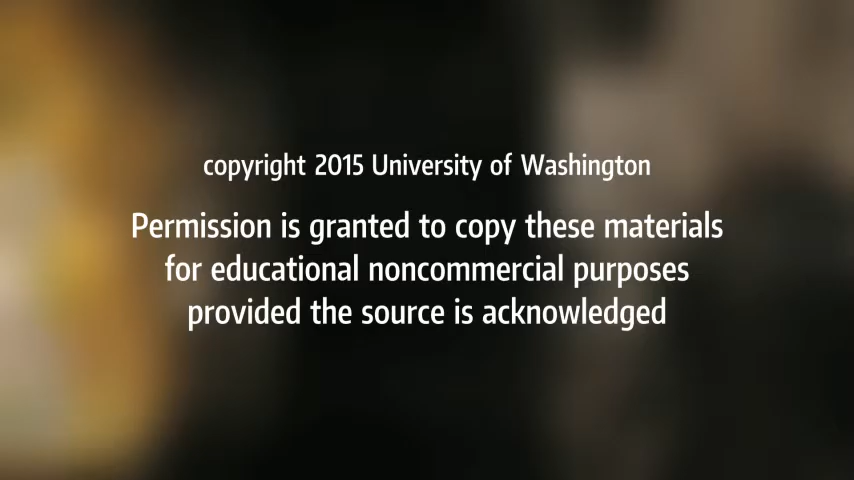 copyright 2015 University of Washington
Permission is granted to copy these materials
for educational noncommercial purposes
provided the source is acknowledged